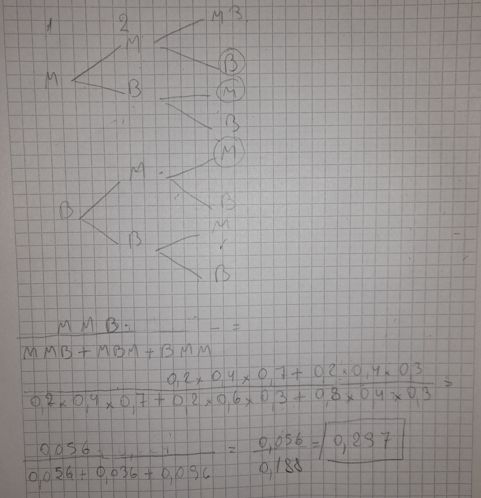 1 2
M 3
M
B
M
B
M
B
M
M
B
B
M
B
B
MMB
=
MMB + MBM + BMM
0,2 x 0,4 x 0,7 + 0,2 x 0,4 x 0,3
=
0,2 x 0,4 x 0,7 + 0,2 x 0,6 x 0,3 + 0,8 x 0,4 x 0,3
0,056 = 0,056 = 0,297
0,056 + 0,036 + 0,096 0,188